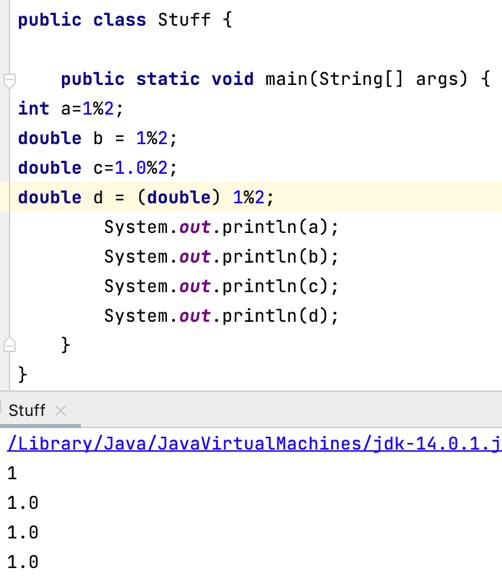 public class Stuff {
public static void main(String[] args) {
int a=1%2;
double b = 1%2;
double c=1.0%2;
double d = (double) 1%2;
System.out.println(a);
System.out.println(b);
System.out.println(c);
System.out.println(d);
}
}
Stuff ×
/Library/Java/JavaVirtualMachines/jdk-14.0.1.j
1
1.0
1.0
1.0